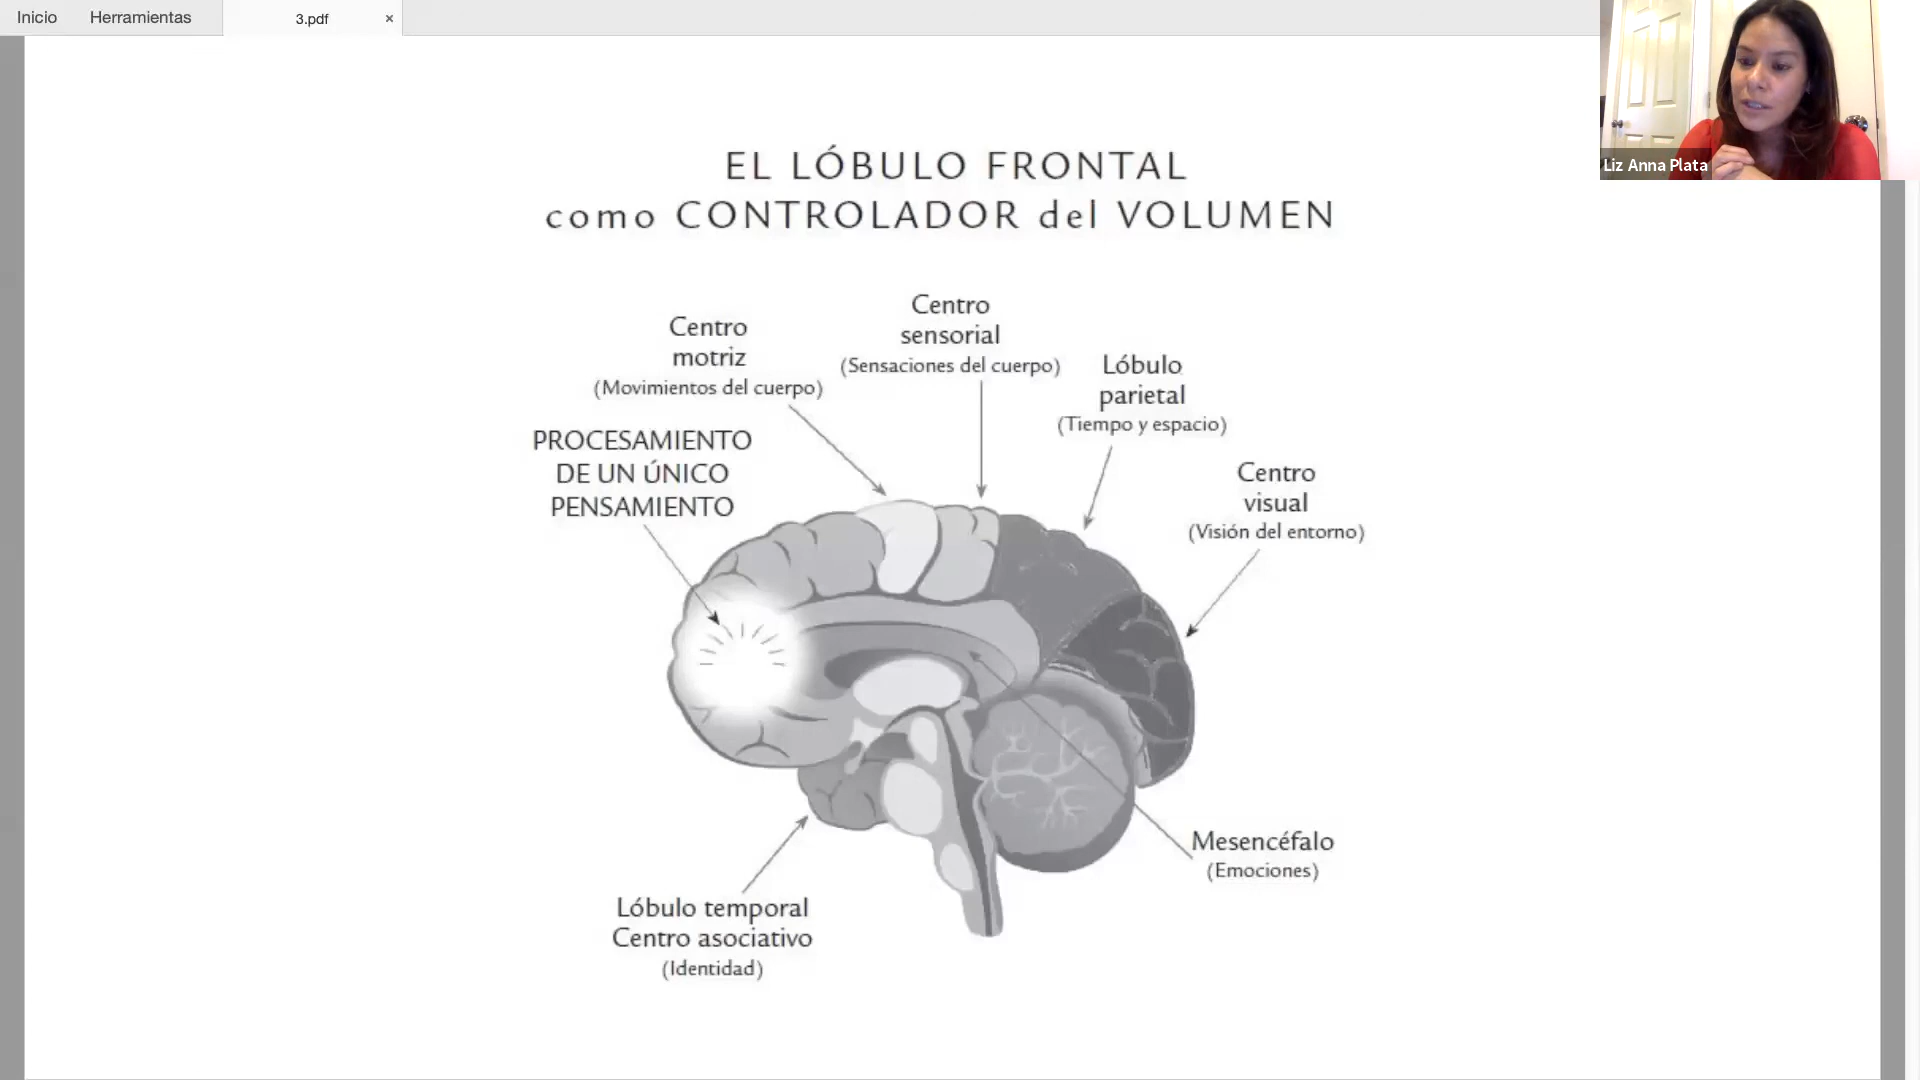 Inicio
Herramientas
3.pdf
×
Liz Anna Plata
EL LÓBULO FRONTAL
como CONTROLADOR del VOLUMEN
Centro
motriz
(Movimientos del cuerpo)
Centro
sensorial
(Sensaciones del cuerpo)
Lóbulo
parietal
(Tiempo y espacio)
PROCESAMIENTO
DE UN ÚNICO
PENSAMIENTO
Centro
visual
(Visión del entorno)
Mesencéfalo
(Emociones)
Lóbulo temporal
Centro asociativo
(Identidad)